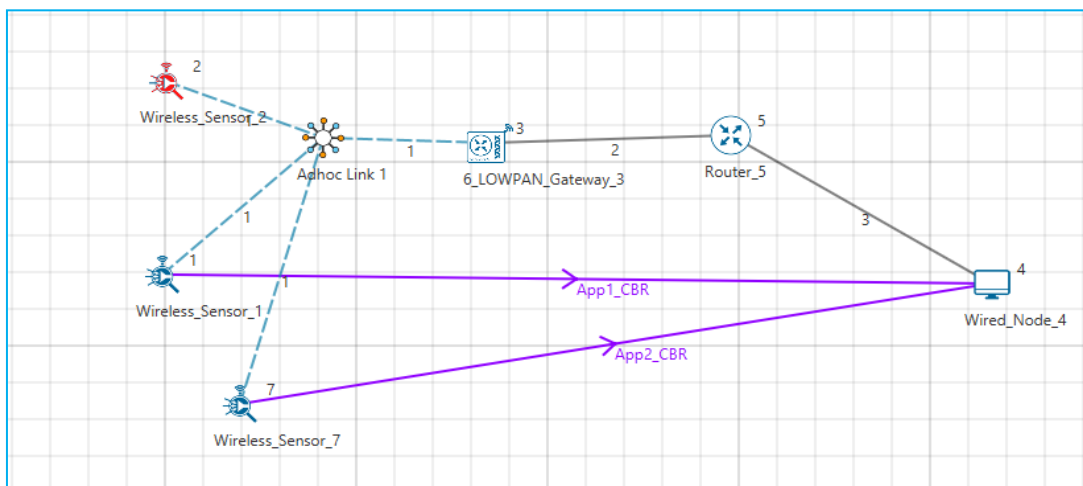 2
Wireless_Sensor_2
1
Adhoc Link 1
1
3
6_LOWPAN_Gateway_3
2
5
Router_5
1
3
1
Wireless_Sensor_1
1
App1_CBR
4
Wired_Node_4
App2_CBR
7
Wireless_Sensor_7